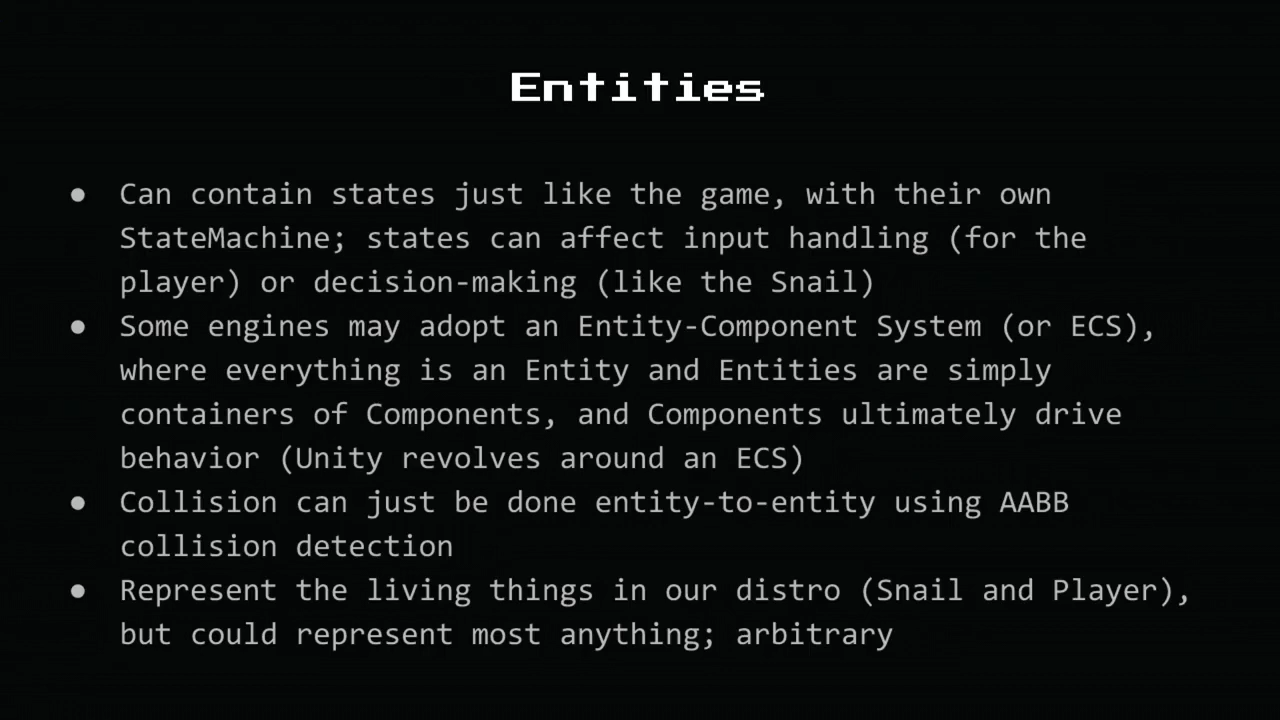 Entities
● Can contain states just like the game, with their own
StateMachine; states can affect input handling (for the
player) or decision-making (like the Snail)
● Some engines may adopt an Entity-Component System (or ECS),
where everything is an Entity and Entities are simply
containers of Components, and Components ultimately drive
behavior (Unity revolves around an ECS)
● Collision can just be done entity-to-entity using AABB
collision detection
● Represent the living things in our distro (Snail and Player),
but could represent most anything; arbitrary